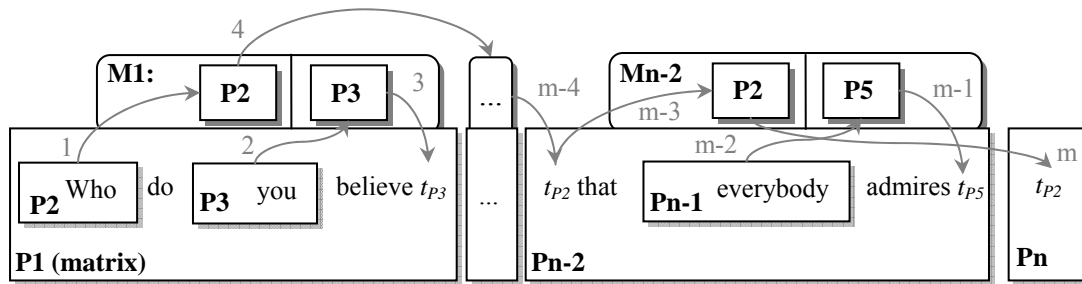 4
M1: P2 P3 3 ... m-4 Mn-2 P2 P5 m-1
m-3
1 2 m-2 m
P2 Who do P3 you believe tP3 ... tP2 that Pn-1 everybody admires tP5 tP2
P1 (matrix) Pn-2 Pn